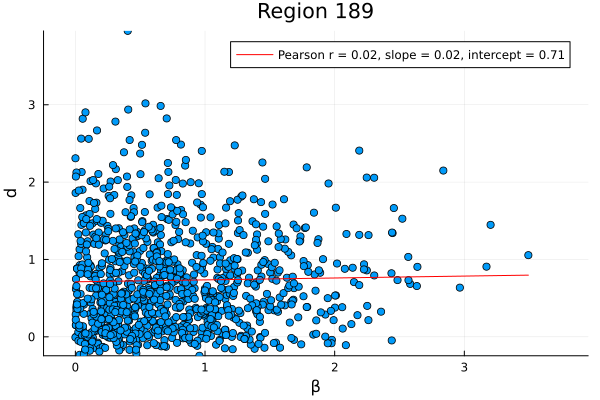 Region 189
Pearson r = 0.02, slope = 0.02, intercept = 0.71
d
3
2
1
0
0 1 2 3
β